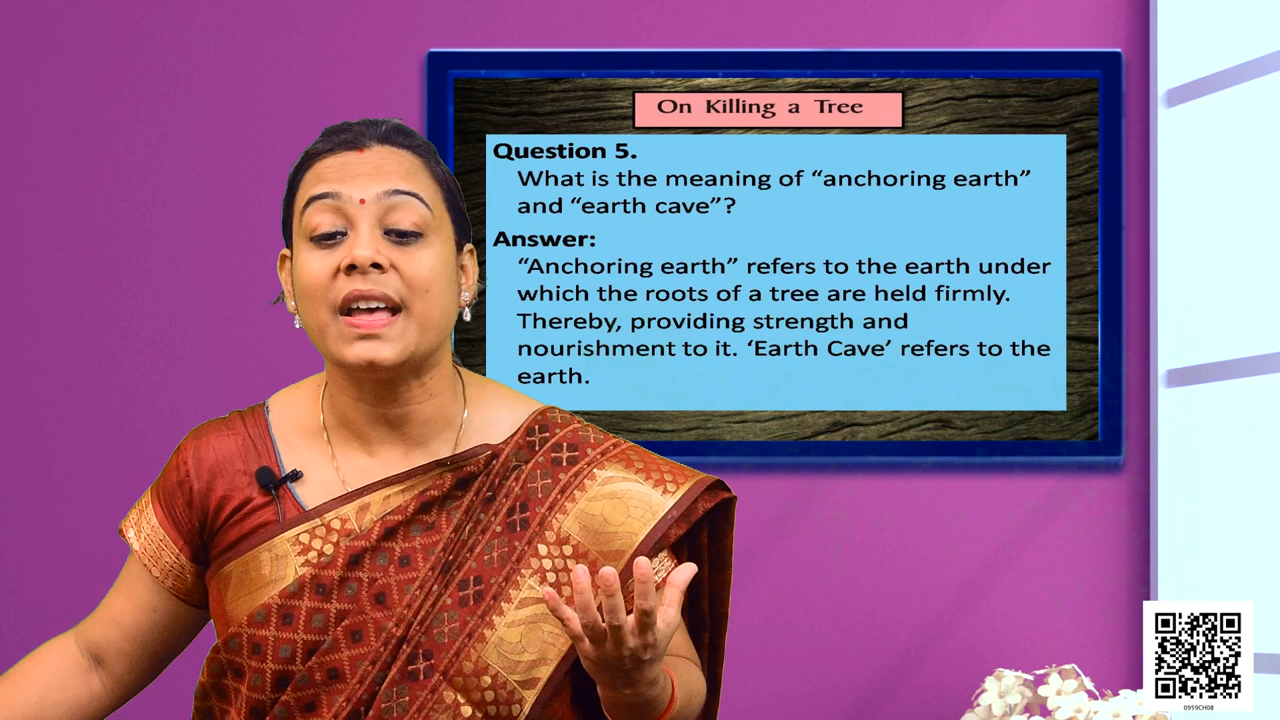 On Killing a Tree
Question 5.
What is the meaning of “anchoring earth”
and “earth cave”?
Answer:
“Anchoring earth” refers to the earth under
which the roots of a tree are held firmly.
Thereby, providing strength and
nourishment to it. ‘Earth Cave’ refers to the
earth.
0959CH08